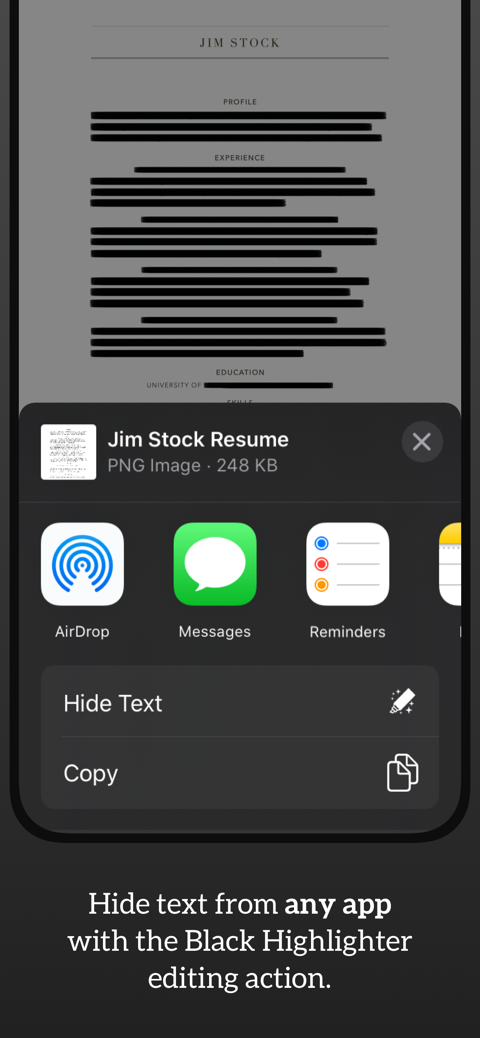 JIM STOCK
PROFILE
EXPERIENCE
EDUCATION
UNIVERSITY OF
SKILLS
Jim Stock Resume
PNG Image · 248 KB
AirDrop
Messages
Reminders
Hide Text
Copy
Hide text from any app
with the Black Highlighter
editing action.